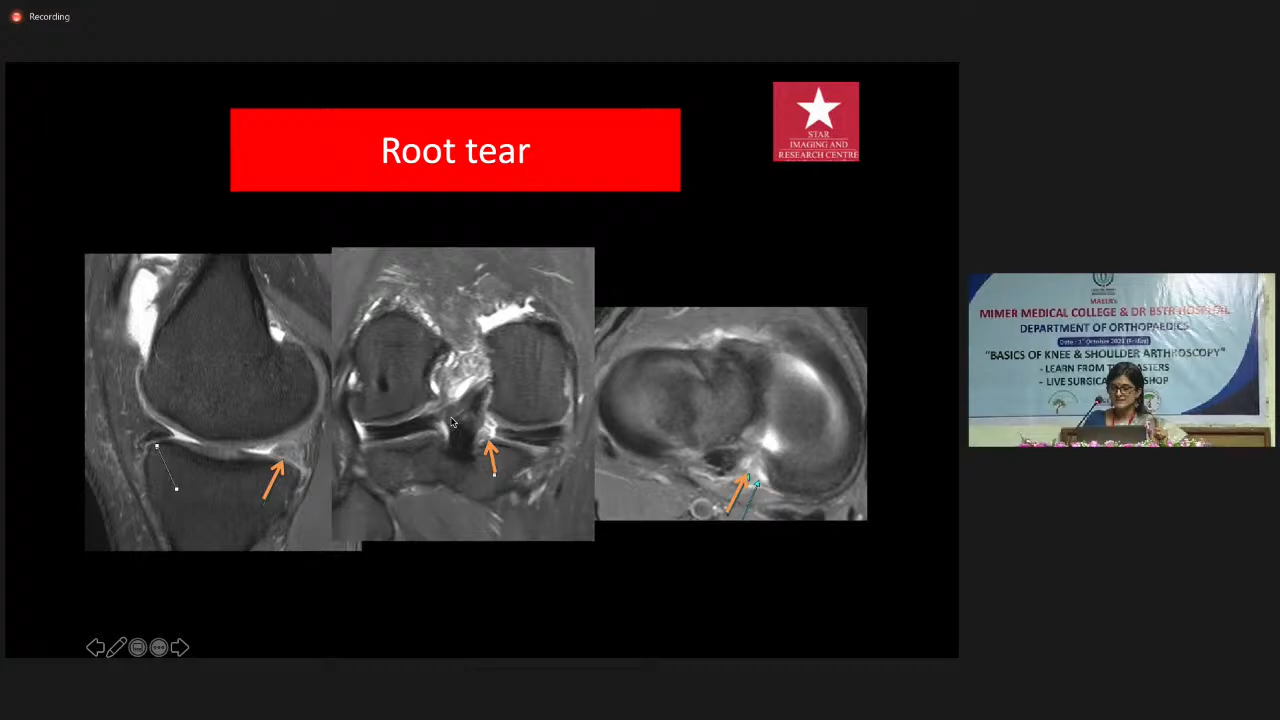 Recording
Root tear
STAR
IMAGING AND
RESEARCH CENTRE
MAEER's
MIMER MEDICAL COLLEGE & DR BSTR HOSPITAL
DEPARTMENT OF ORTHOPAEDICS
"BASICS OF KNEE & SHOULDER ARTHROSCOPY"
- LEARN FROM
- LIVE